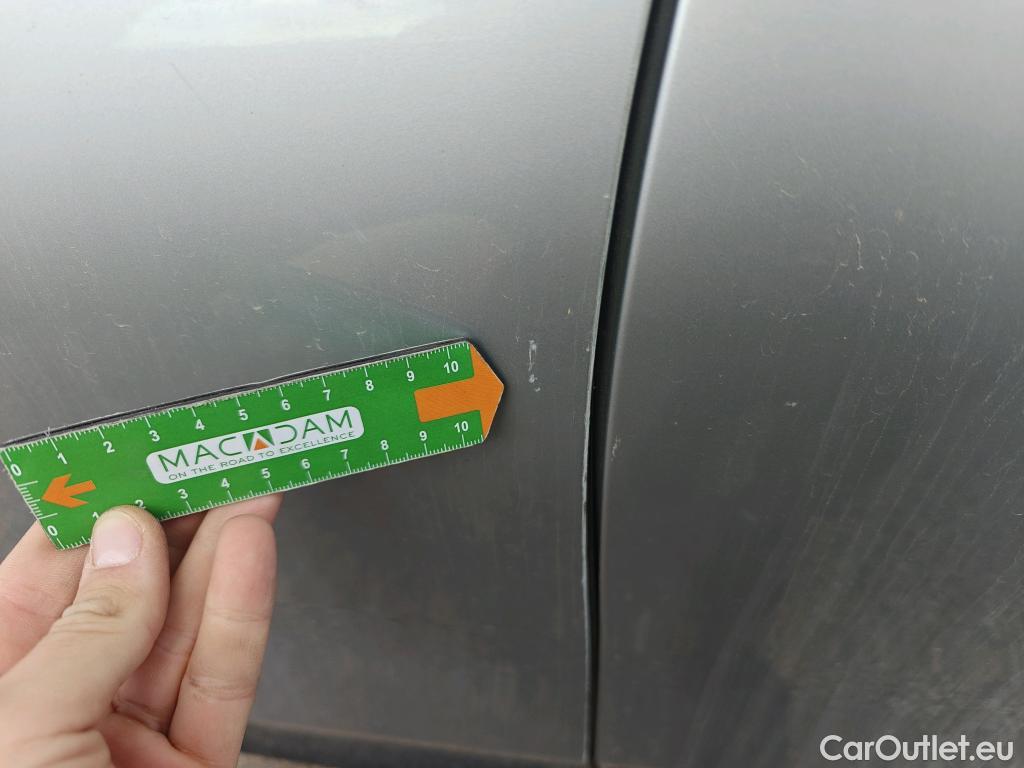 0 1 2 3 4 5 6 7 8 9 10
MACADAM
ON THE ROAD TO EXCELLENCE
0 1 2 3 4 5 6 7 8 9 10
CarOutlet.eu